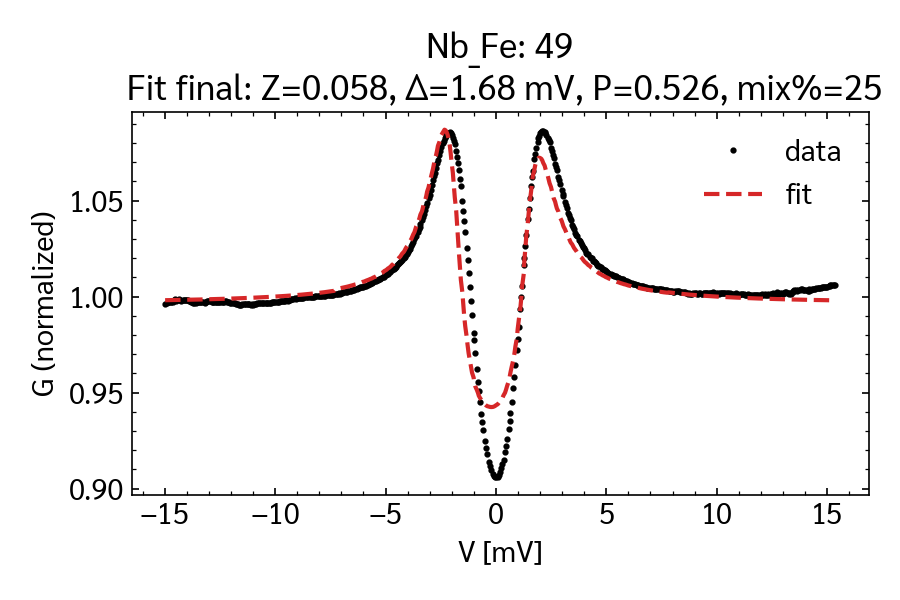 Nb_Fe: 49
Fit final: Z=0.058, Δ=1.68 mV, P=0.526, mix%=25
data
fit
G (normalized)
1.05
1.00
0.95
0.90
−15
−10
−5
0
5
10
15
V [mV]